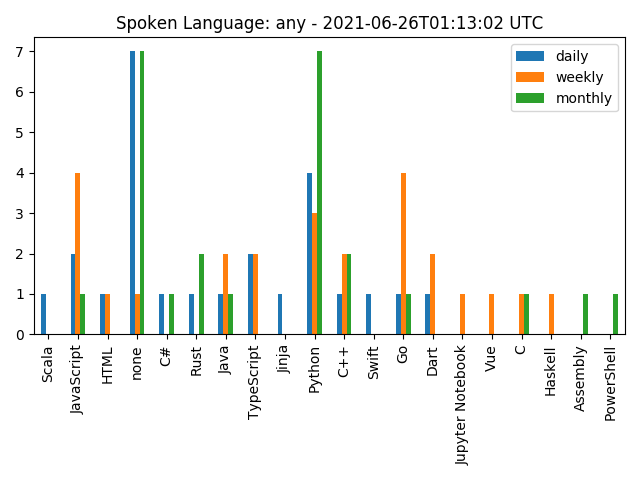 Spoken Language: any - 2021-06-26T01:13:02 UTC
daily
weekly
monthly
7
6
5
4
3
2
1
0
Scala
JavaScript
HTML
none
C#
Rust
Java
TypeScript
Jinja
Python
C++
Swift
Go
Dart
Jupyter Notebook
Vue
C
Haskell
Assembly
PowerShell